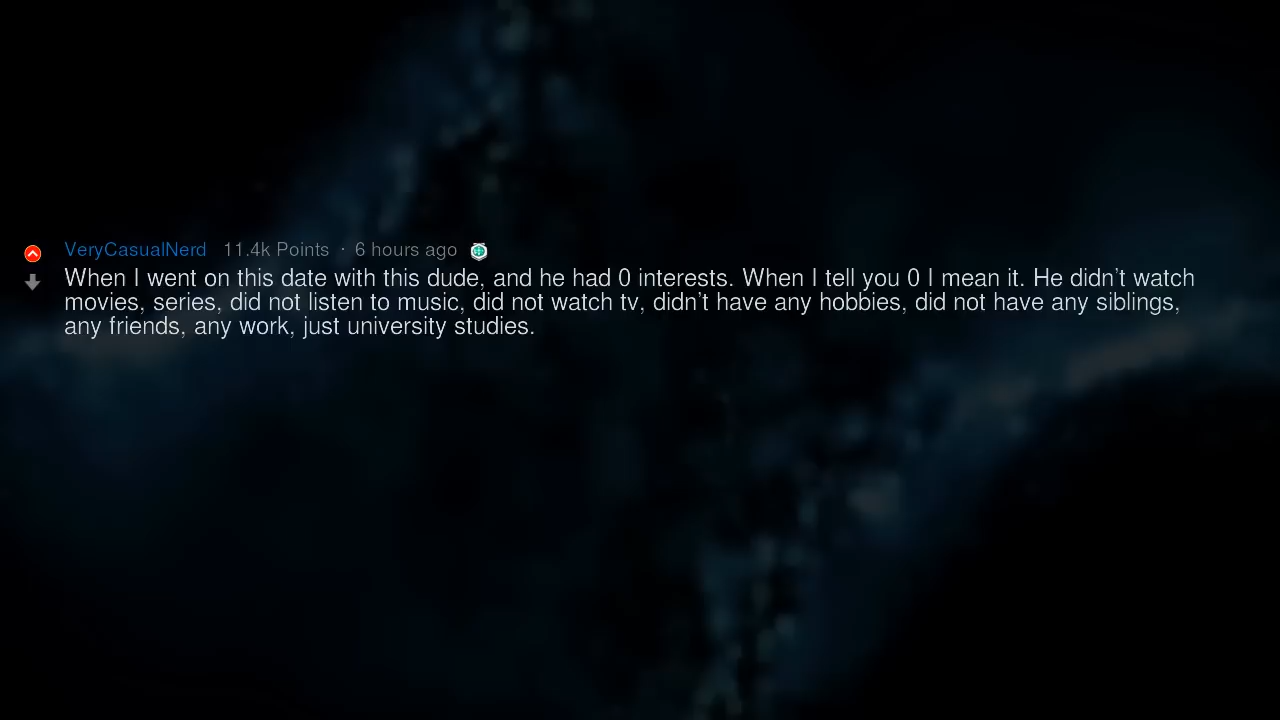 VeryCasualNerd 11.4k Points · 6 hours ago
When I went on this date with this dude, and he had 0 interests. When I tell you 0 I mean it. He didn't watch
movies, series, did not listen to music, did not watch tv, didn't have any hobbies, did not have any siblings,
any friends, any work, just university studies.